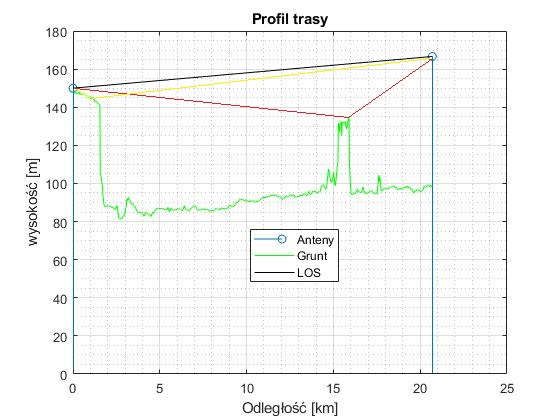 Profil trasy
wysokość [m]
180
160
140
120
100
80
60
40
20
0
Anteny
Grunt
LOS
0 5 10 15 20 25
Odległość [km]